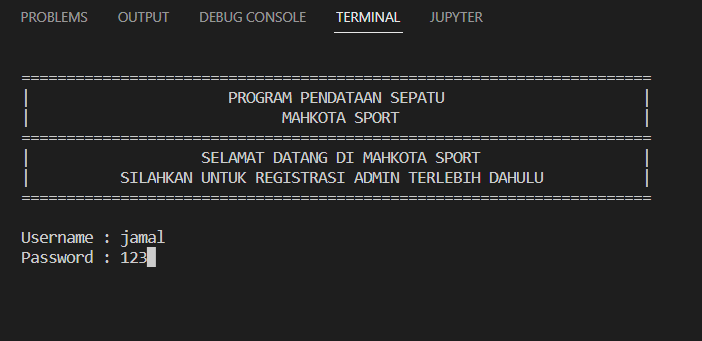 PROBLEMS OUTPUT DEBUG CONSOLE TERMINAL JUPYTER
======================================================================
| PROGRAM PENDATAAN SEPATU |
| MAHKOTA SPORT |
======================================================================
| SELAMAT DATANG DI MAHKOTA SPORT |
| SILAHKAN UNTUK REGISTRASI ADMIN TERLEBIH DAHULU |
======================================================================
Username : jamal
Password : 123